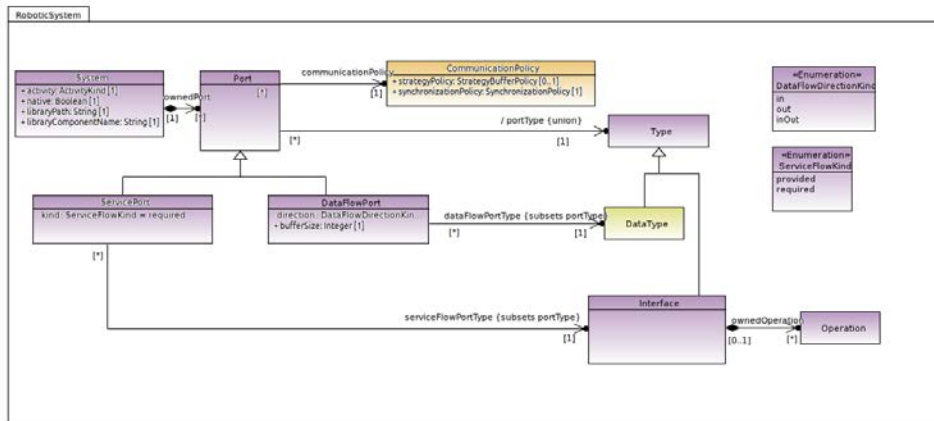 RoboticSystem
System
+ activity: ActivityKind [1]
+ native: Boolean [1]
+ libraryPath: String [1]
+ libraryComponentName: String [1]
ownedPort
[1]
[*]
Port
[*]
communicationPolicy
[1]
CommunicationPolicy
+ strategyPolicy: StrategyBufferPolicy [0..1]
+ synchronizationPolicy: SynchronizationPolicy [1]
«Enumeration»
DataFlowDirectionKind
in
out
inOut
/ portType {union}
[*]
[1]
Type
«Enumeration»
ServiceFlowKind
provided
required
ServicePort
kind: ServiceFlowKind = required
[*]
DataFlowPort
direction: DataFlowDirectionKin
+ bufferSize: Integer [1]
dataFlowPortType {subsets portType}
[*]
[1]
DataType
serviceFlowPortType {subsets portType}
[1]
Interface
ownedOperation
[0..1]
[*]
Operation